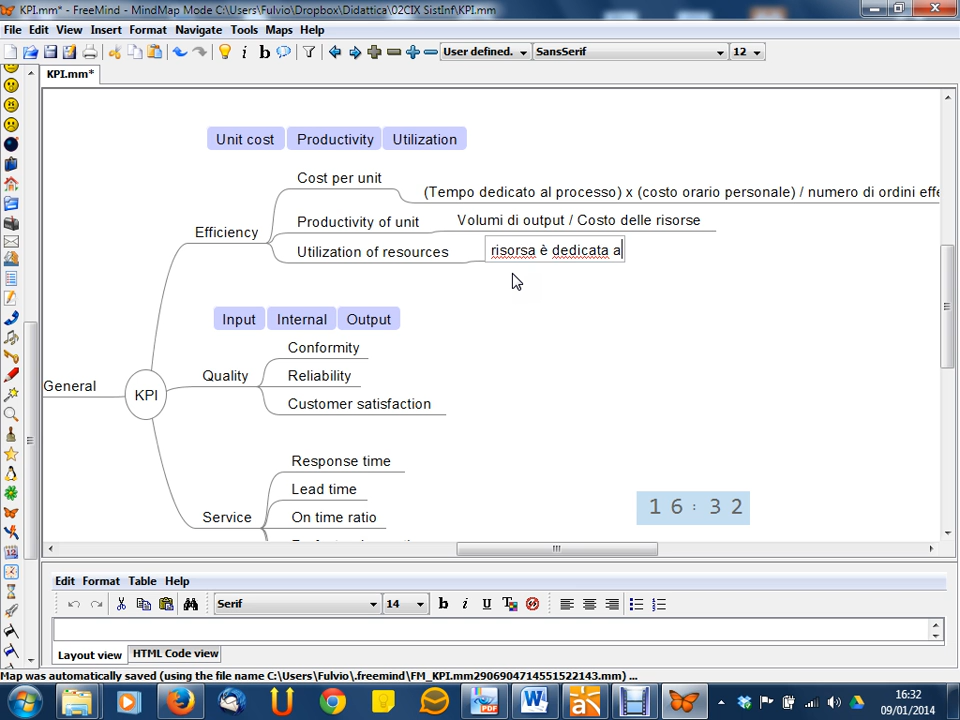 KPI.mm* - FreeMind - MindMap Mode C:\Users\Fulvio\Dropbox\Didattica\02CIX SistInf\KPI.mm
File Edit View Insert Format Navigate Tools Maps Help
User defined. SansSerif 12
KPI.mm*
Unit cost Productivity Utilization
Cost per unit
(Tempo dedicato al processo) x (costo orario personale) / numero di ordini effe
Productivity of unit
Volumi di output / Costo delle risorse
Efficiency
Utilization of resources
risorsa è dedicata a
Input Internal Output
Conformity
Quality
Reliability
Customer satisfaction
General
KPI
Response time
Lead time
Service
On time ratio
16:32
Edit Format Table Help
Serif 14
Layout view HTML Code view
Map was automatically saved (using the file name C:\Users\Fulvio\.freemind\FM_KPI.mm2906904714551522143.mm) ...
16:32
09/01/2014